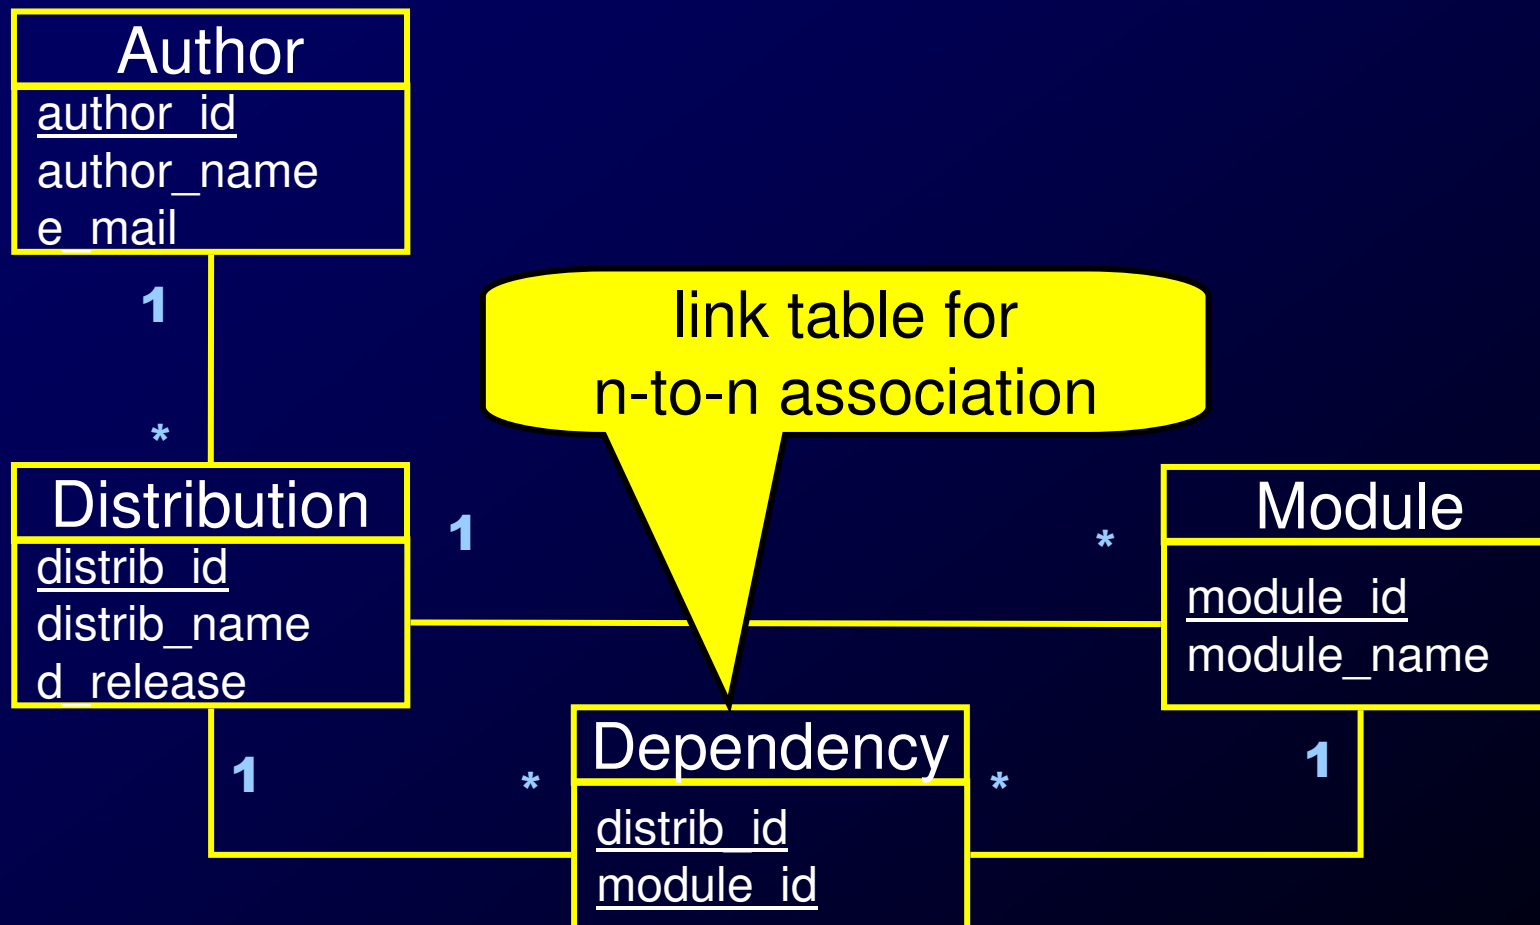 Author
author_id
author_name
e_mail
1
*
link table for
n-to-n association
Distribution
distrib_id
distrib_name
d_release
1
*
Module
module_id
module_name
1
*
Dependency
distrib_id
module_id
*
1